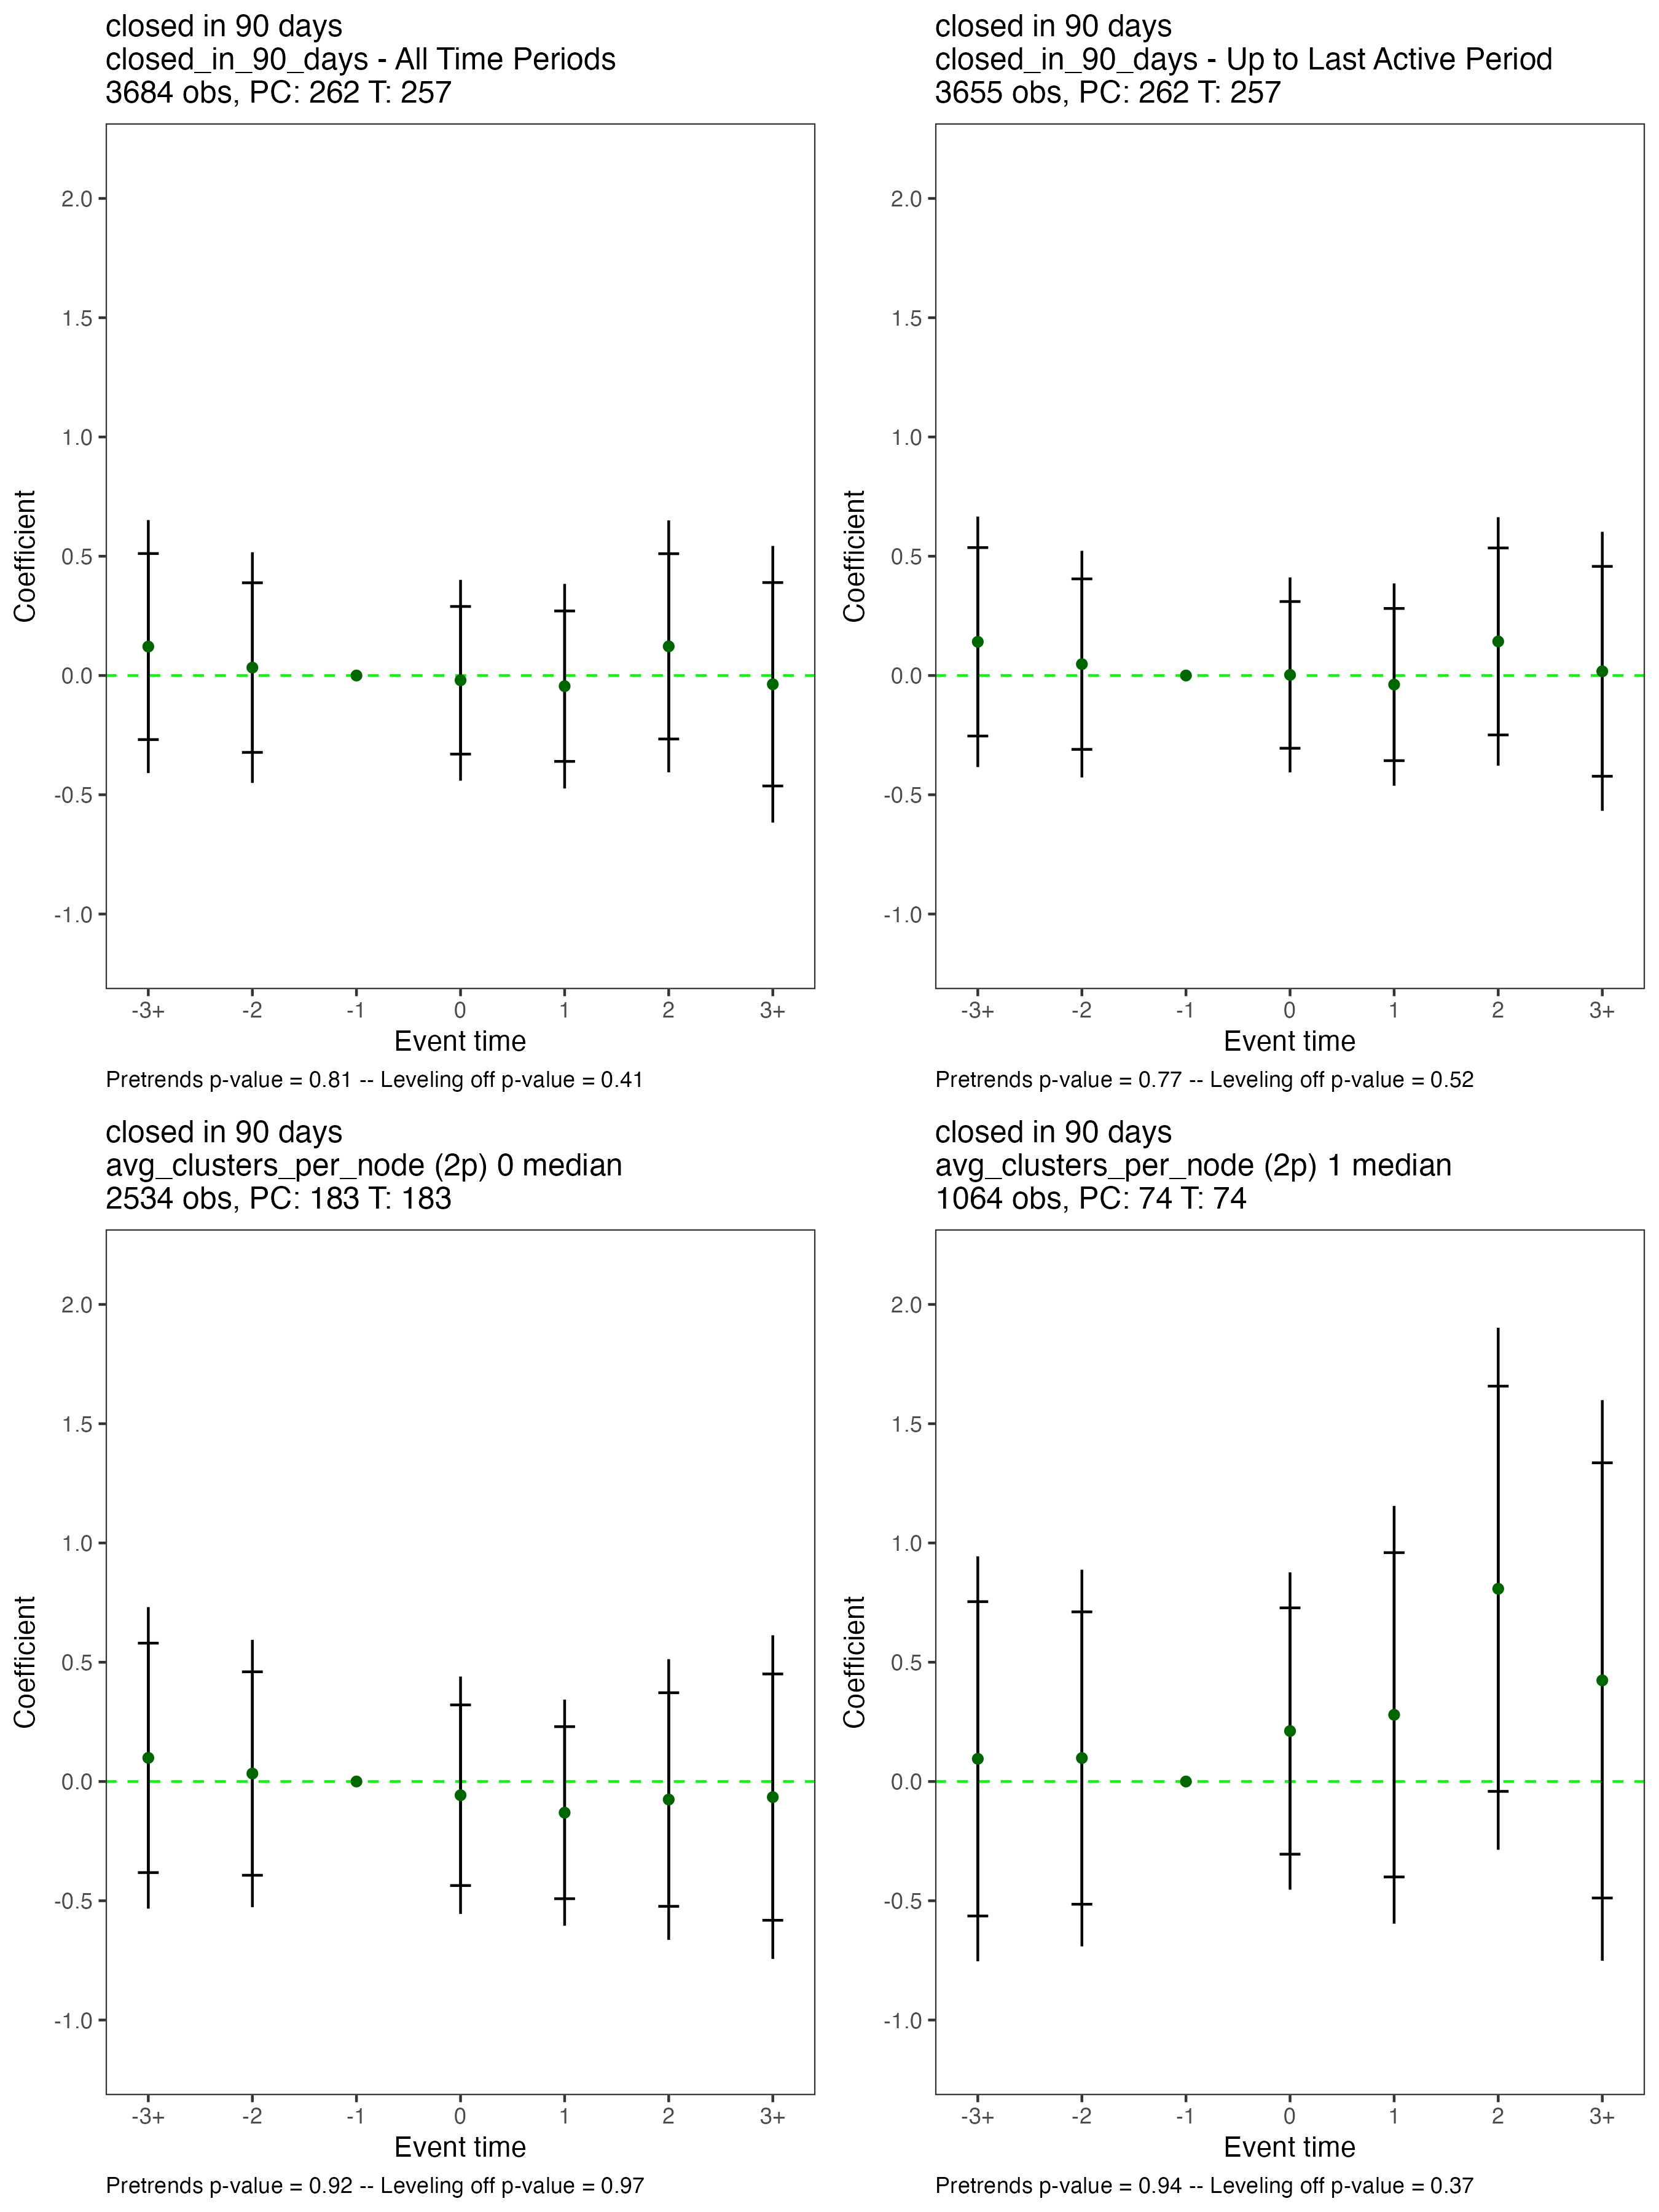 closed in 90 days
closed_in_90_days - All Time Periods
3684 obs, PC: 262 T: 257
2.0
1.5
1.0
0.5
0.0
-0.5
-1.0
Coefficient
-3+ -2 -1 0 1 2 3+
Event time
Pretrends p-value = 0.81 -- Leveling off p-value = 0.41
closed in 90 days
closed_in_90_days - Up to Last Active Period
3655 obs, PC: 262 T: 257
2.0
1.5
1.0
0.5
0.0
-0.5
-1.0
Coefficient
-3+ -2 -1 0 1 2 3+
Event time
Pretrends p-value = 0.77 -- Leveling off p-value = 0.52
closed in 90 days
avg_clusters_per_node (2p) 0 median
2534 obs, PC: 183 T: 183
2.0
1.5
1.0
0.5
0.0
-0.5
-1.0
Coefficient
-3+ -2 -1 0 1 2 3+
Event time
Pretrends p-value = 0.92 -- Leveling off p-value = 0.97
closed in 90 days
avg_clusters_per_node (2p) 1 median
1064 obs, PC: 74 T: 74
2.0
1.5
1.0
0.5
0.0
-0.5
-1.0
Coefficient
-3+ -2 -1 0 1 2 3+
Event time
Pretrends p-value = 0.94 -- Leveling off p-value = 0.37